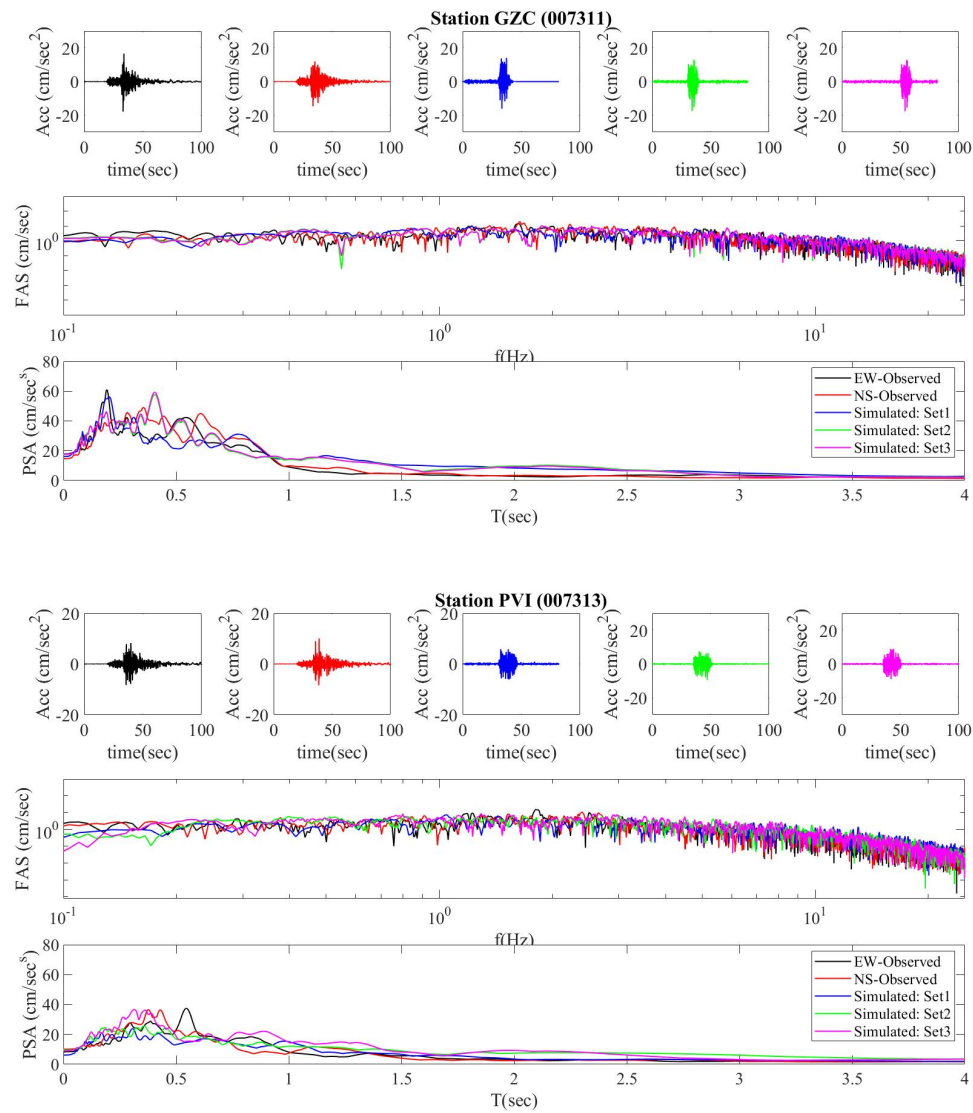 Station GZC (007311)
Acc (cm/sec²) Acc (cm/sec²) Acc (cm/sec²) Acc (cm/sec²) Acc (cm/sec²)
20 20 20 20 20
0 0 0 0 0
-20 -20 -20 -20 -20
0 50 100 0 50 100 0 50 100 0 50 100 0 50 100
time(sec) time(sec) time(sec) time(sec) time(sec)
FAS (cm/sec)
10⁰
10⁻¹ 10⁰ 10¹
f(Hz)
PSA (cm/secˢ)
80
60
40
20
0
EW-Observed
NS-Observed
Simulated: Set1
Simulated: Set2
Simulated: Set3
0 0.5 1 1.5 2 2.5 3 3.5 4
T(sec)
Station PVI (007313)
Acc (cm/sec²) Acc (cm/sec²) Acc (cm/sec²) Acc (cm/sec²) Acc (cm/sec²)
20 20 20 20 20
0 0 0 0 0
-20 -20 -20 -20 -20
0 50 100 0 50 100 0 50 100 0 50 100 0 50 100
time(sec) time(sec) time(sec) time(sec) time(sec)
FAS (cm/sec)
10⁰
10⁻¹ 10⁰ 10¹
f(Hz)
PSA (cm/secˢ)
80
60
40
20
0
EW-Observed
NS-Observed
Simulated: Set1
Simulated: Set2
Simulated: Set3
0 0.5 1 1.5 2 2.5 3 3.5 4
T(sec)